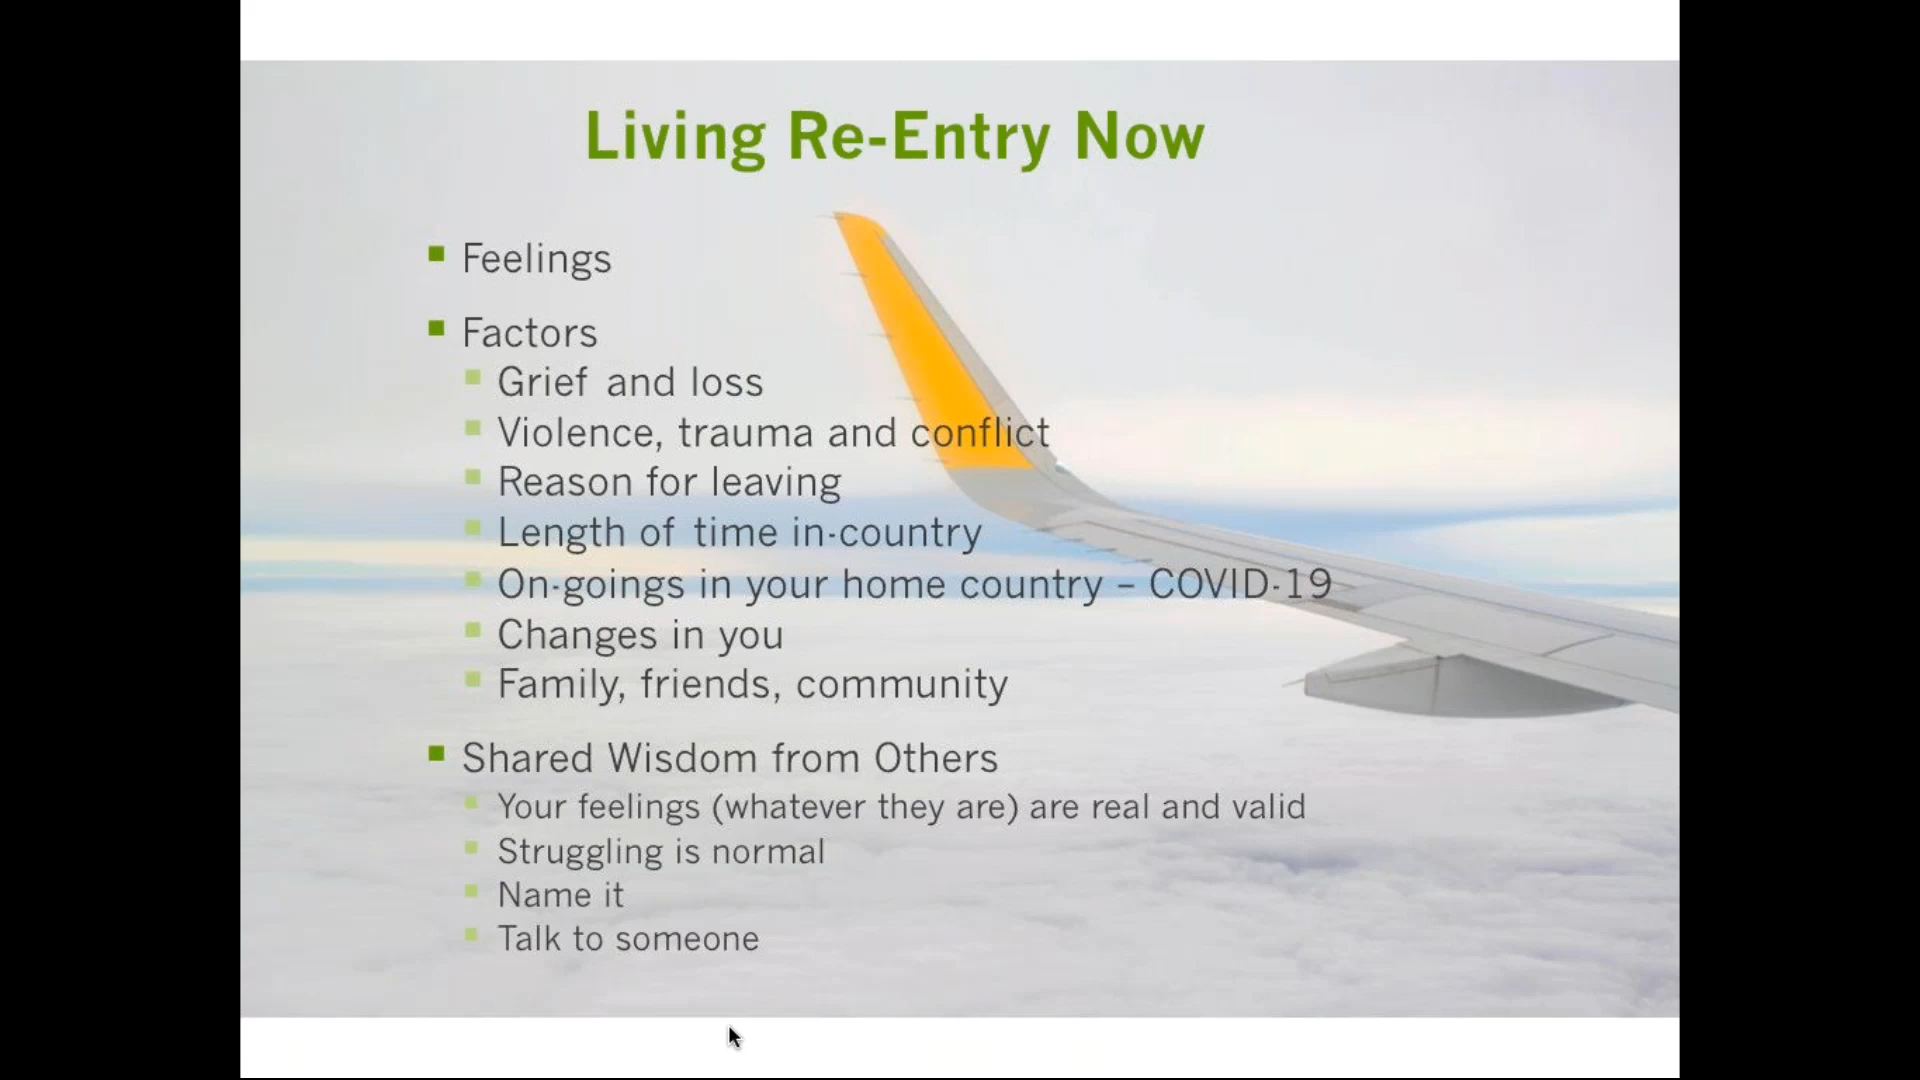 Living Re-Entry Now
Feelings
Factors
Grief and loss
Violence, trauma and conflict
Reason for leaving
Length of time in-country
On-goings in your home country – COVID-19
Changes in you
Family, friends, community
Shared Wisdom from Others
Your feelings (whatever they are) are real and valid
Struggling is normal
Name it
Talk to someone